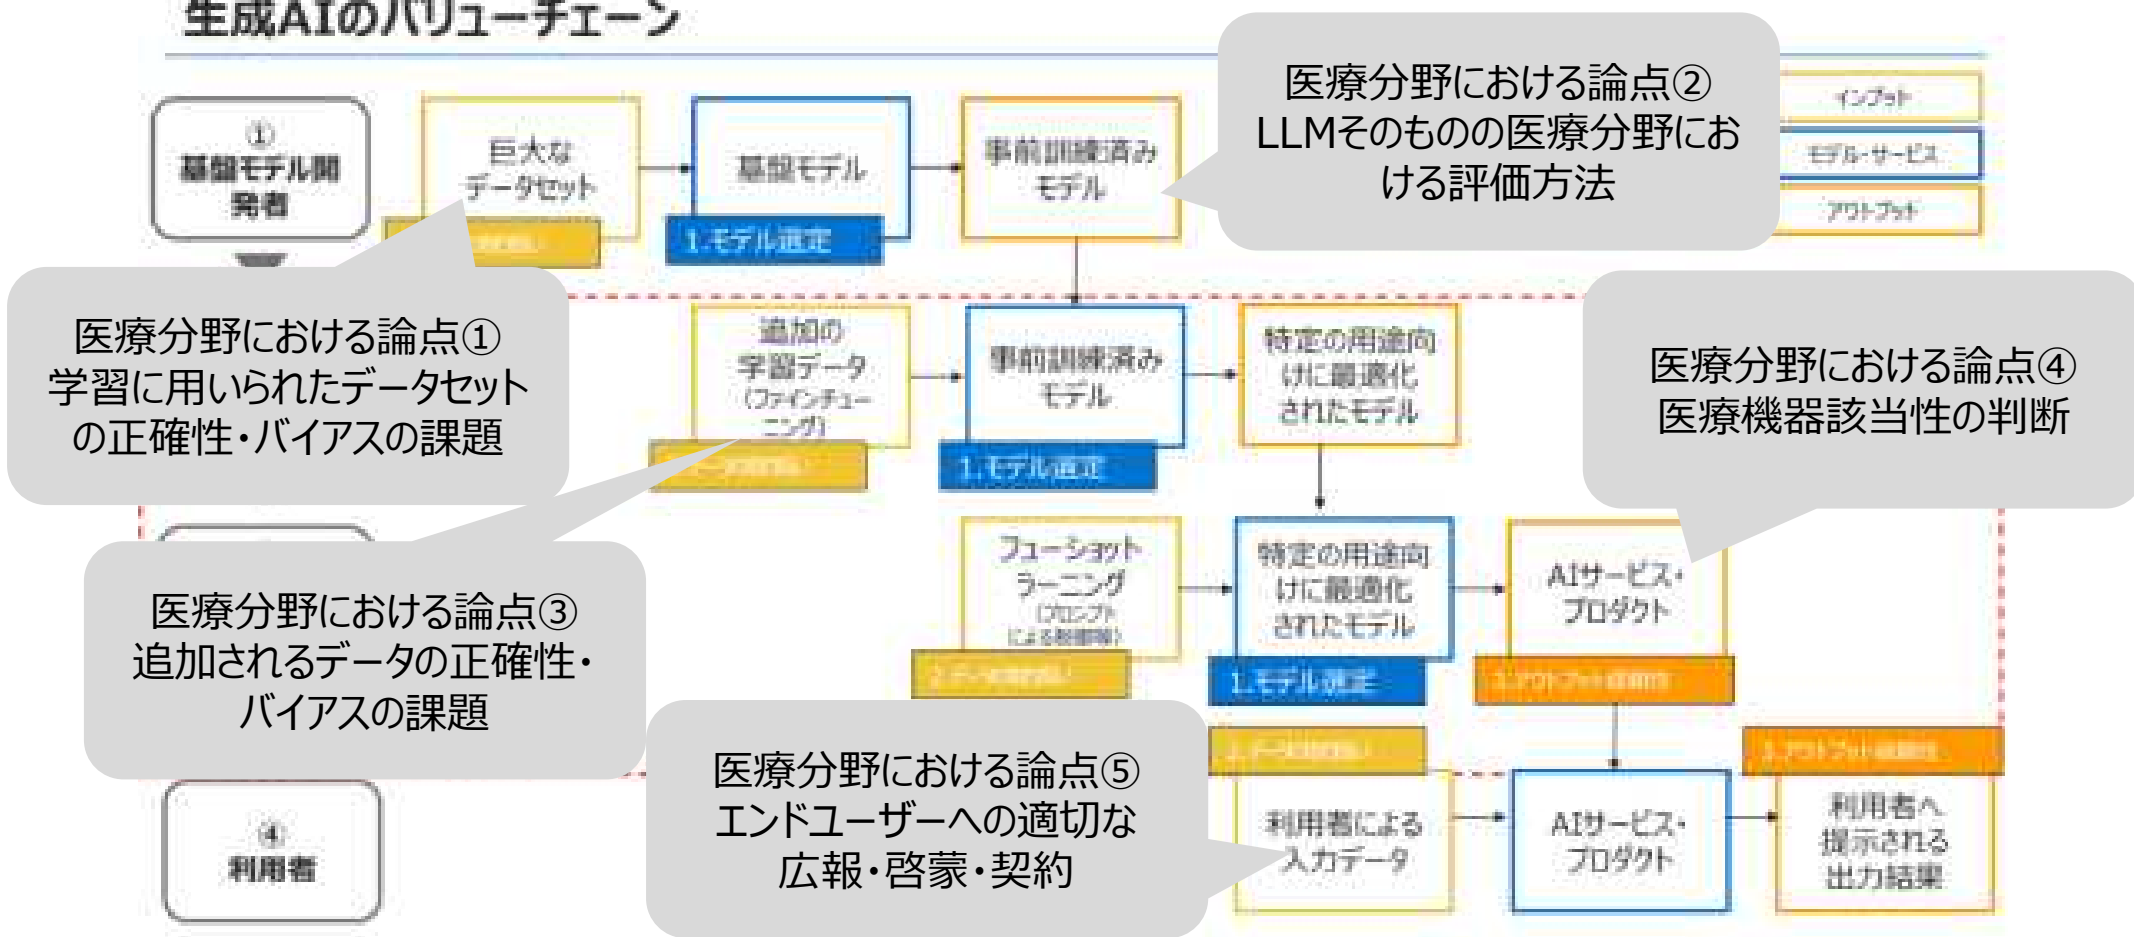 生成AIのバリューチェーン
医療分野における論点②
LLMそのものの医療分野にお
ける評価方法
インプット
モデル・サービス
アウトプット
①
基盤モデル開
発者
巨大な
データセット
基盤モデル
1.モデル選定
事前訓練済み
モデル
医療分野における論点①
学習に用いられたデータセット
の正確性・バイアスの課題
追加の
学習データ
(ファインチュー
ニング)
事前訓練済み
モデル
1.モデル選定
特定の用途向
けに最適化
されたモデル
医療分野における論点④
医療機器該当性の判断
医療分野における論点③
追加されるデータの正確性・
バイアスの課題
フューショット
ラーニング
(プロンプト
特定の用途向
けに最適化
されたモデル
1.モデル選定
AIサービス・
プロダクト
医療分野における論点⑤
エンドユーザーへの適切な
広報・啓蒙・契約
④
利用者
利用者による
入力データ
AIサービス・
プロダクト
利用者へ
提示される
出力結果